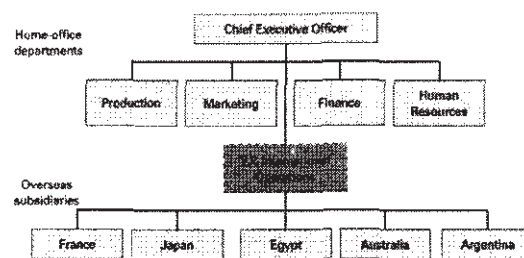 Chief Executive Officer
Home-office
departments
Production
Marketing
Finance
Human
Resources
Overseas
subsidiaries
France
Japan
Egypt
Australia
Argentina